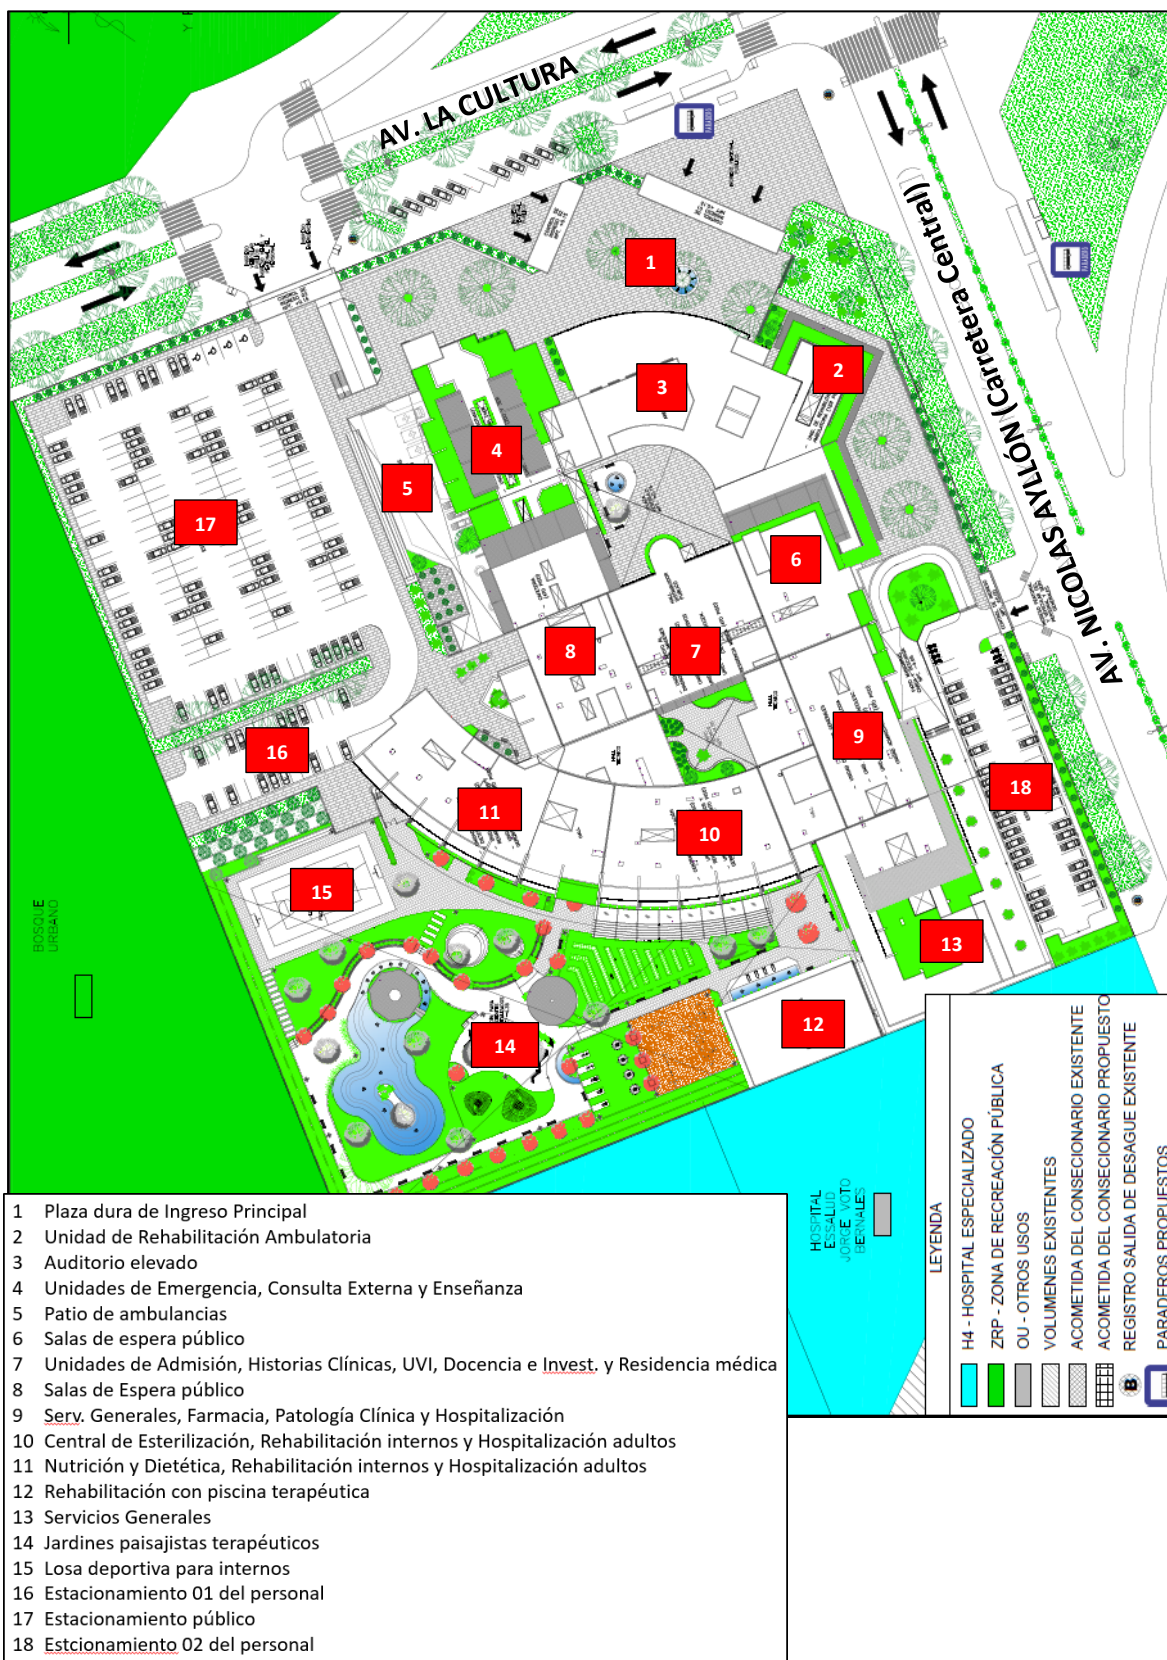 AV. LA CULTURA
PARADERO
PARADERO
AV. NICOLAS AYLLÓN (Carretera Central)
1
2
3
4
5
6
7
8
9
10
11
12
13
14
15
16
17
18
HALL
HALL
BOSQUE
URBANO
HOSPITAL
ESSALUD
JORGE VOTO
BERNALES
LEYENDA
H4 - HOSPITAL ESPECIALIZADO
ZRP - ZONA DE RECREACIÓN PÚBLICA
OU - OTROS USOS
VOLUMENES EXISTENTES
ACOMETIDA DEL CONSECIONARIO EXISTENTE
ACOMETIDA DEL CONSECIONARIO PROPUESTO
B REGISTRO SALIDA DE DESAGUE EXISTENTE
PARADEROS PROPUESTOS
1 Plaza dura de Ingreso Principal
2 Unidad de Rehabilitación Ambulatoria
3 Auditorio elevado
4 Unidades de Emergencia, Consulta Externa y Enseñanza
5 Patio de ambulancias
6 Salas de espera público
7 Unidades de Admisión, Historias Clínicas, UVI, Docencia e Invest. y Residencia médica
8 Salas de Espera público
9 Serv. Generales, Farmacia, Patología Clínica y Hospitalización
10 Central de Esterilización, Rehabilitación internos y Hospitalización adultos
11 Nutrición y Dietética, Rehabilitación internos y Hospitalización adultos
12 Rehabilitación con piscina terapéutica
13 Servicios Generales
14 Jardines paisajistas terapéuticos
15 Losa deportiva para internos
16 Estacionamiento 01 del personal
17 Estacionamiento público
18 Estcionamiento 02 del personal